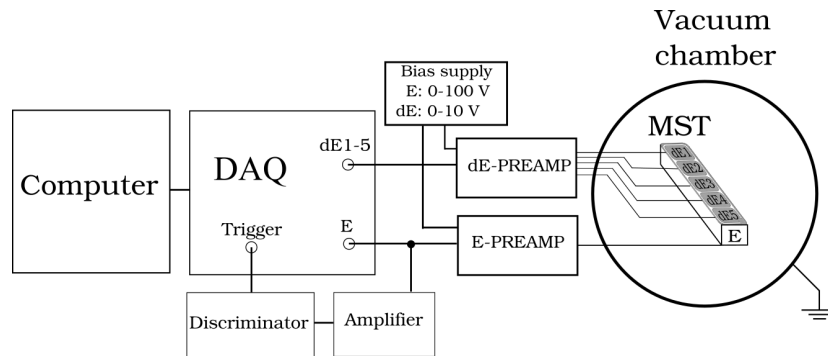 Vacuum
chamber
Bias supply
E: 0-100 V
dE: 0-10 V
MST
dE1-5
dE-PREAMP
dE1
dE2
dE3
dE4
dE5
E
DAQ
Computer
Trigger
E
E-PREAMP
Discriminator
Amplifier